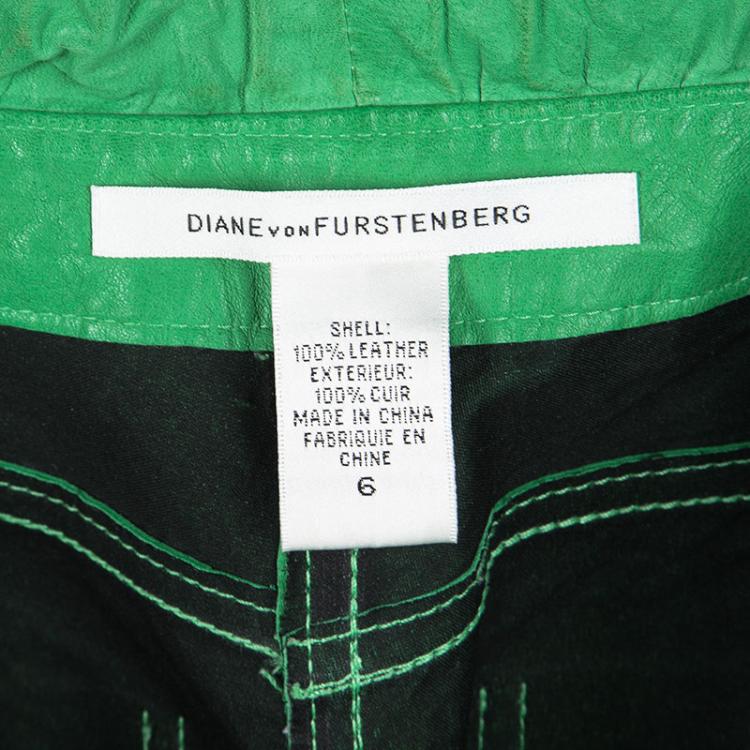 DIANE VON FURSTENBERG
SHELL:
100% LEATHER
EXTERIEUR:
100% CUIR
MADE IN CHINA
FABRIQUIE EN
CHINE
6